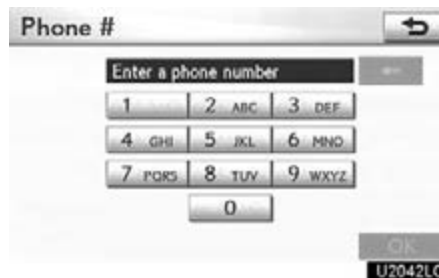 Phone #
Enter a phone number
1
2 ABC
3 DEF
4 GHI
5 JKL
6 MNO
7 PQRS
8 TUV
9 WXYZ
0
OK
U2042LC